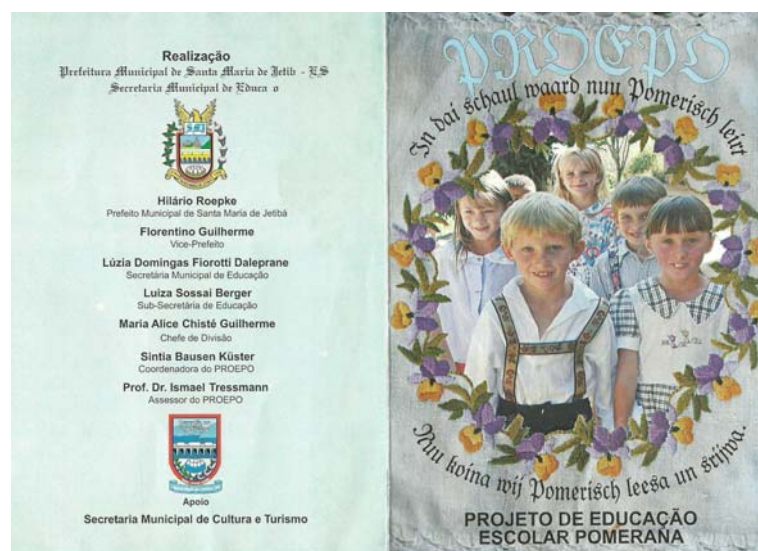 Realização
Prefeitura Municipal de Santa Maria de Jetib - ES
Secretaria Municipal de Educa o
Hilário Roepke
Prefeito Municipal de Santa Maria de Jetibá
Florentino Guilherme
Vice-Prefeito
Lúzia Domingas Fiorotti Daleprane
Secretária Municipal de Educação
Luiza Sossai Berger
Sub-Secretária de Educação
Maria Alice Chisté Guilherme
Chefe de Divisão
Sintia Bausen Küster
Coordenadora do PROEPO
Prof. Dr. Ismael Tressmann
Assessor do PROEPO
Apoio
Secretaria Municipal de Cultura e Turismo
PROEPO
In dai schaul waard nuu Pomerisch leirt
Nuu koina wij Pomerisch leesa un srijwa.
PROJETO DE EDUCAÇÃO
ESCOLAR POMERANA